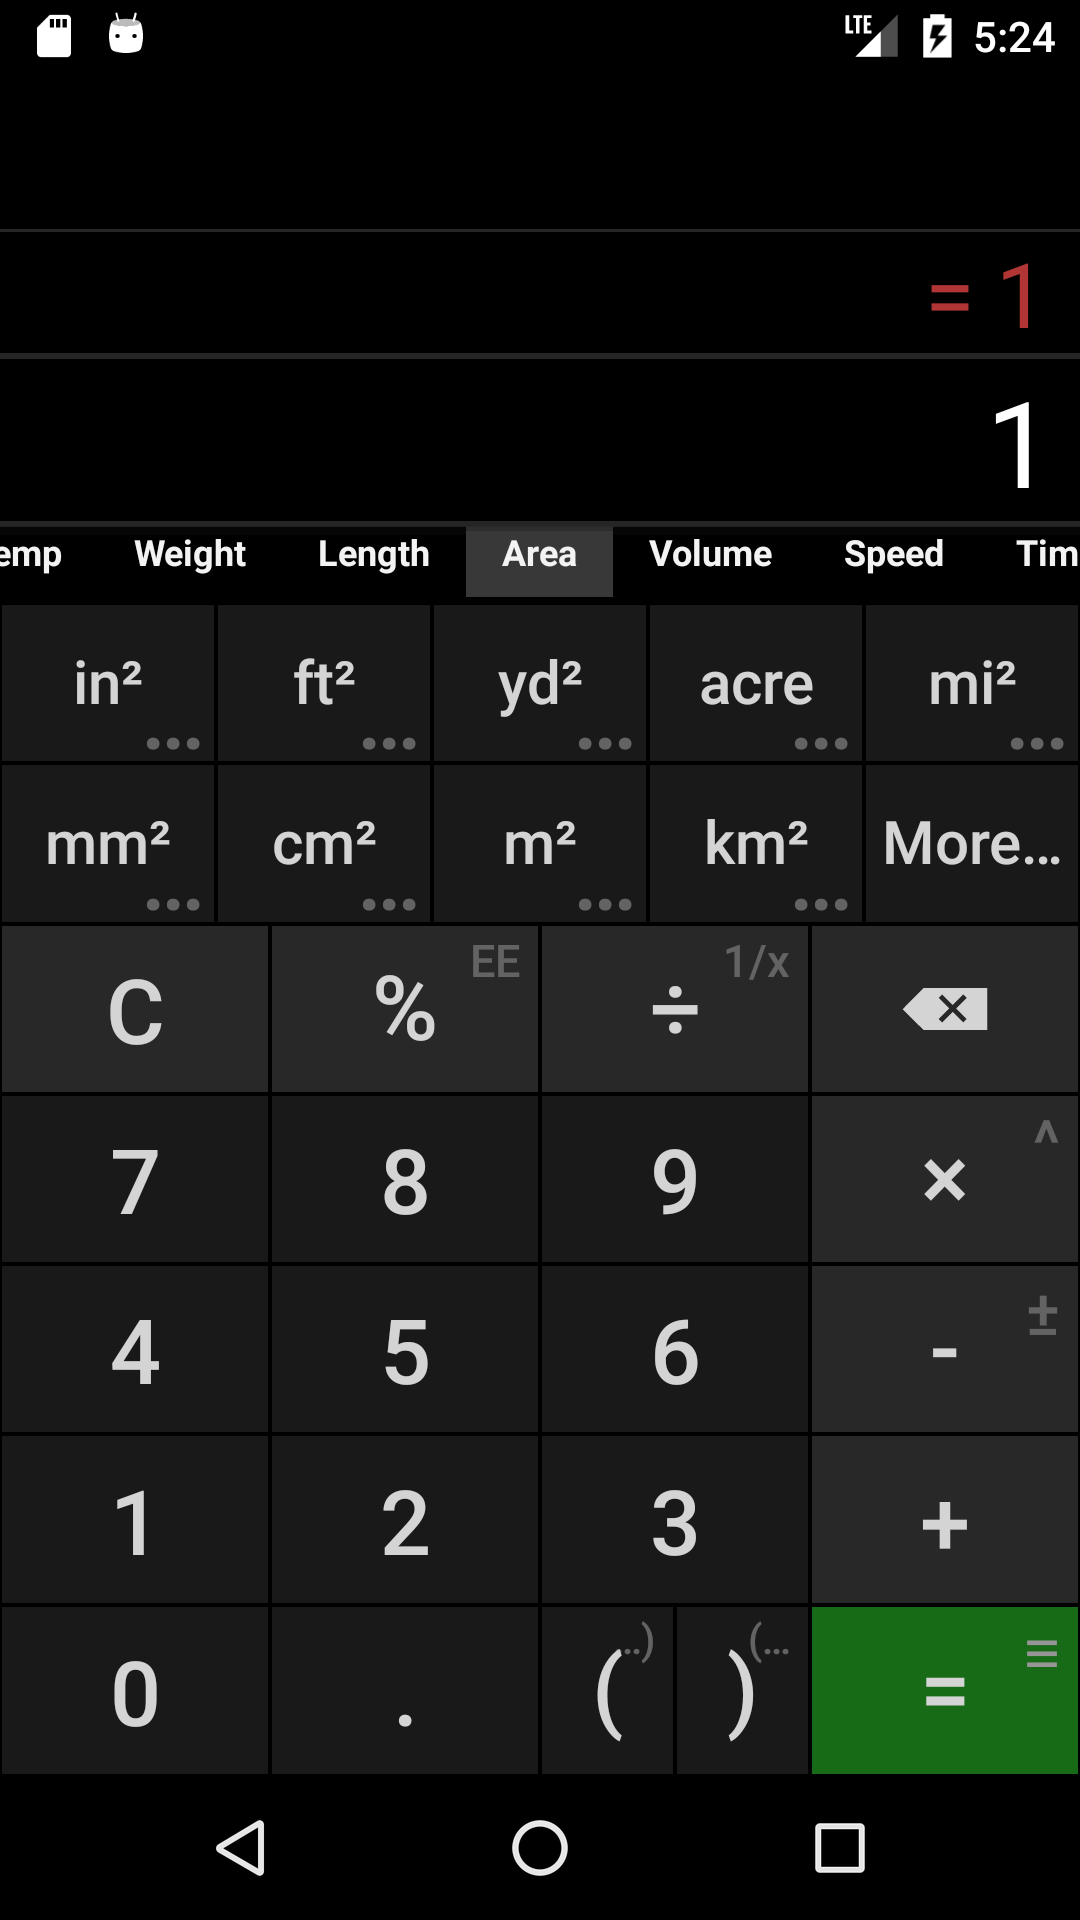 LTE 5:24
= 1
1
emp Weight Length Area Volume Speed Tim
in² ft² yd² acre mi²
mm² cm² m² km² More...
C % EE ÷ 1/x
7 8 9 × ^
4 5 6 - ±
1 2 3 +
0 . ( ..) ) (... =